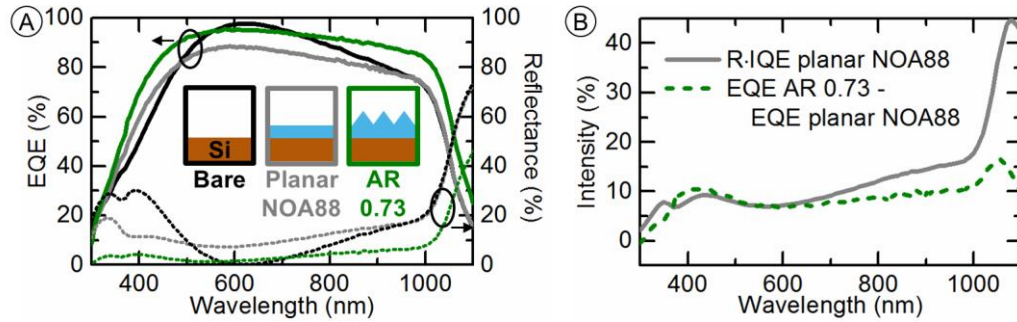 A
100
80
60
40
20
0
EQE (%)
400
600
800
1000
Wavelength (nm)
100
80
60
40
20
0
Reflectance (%)
Si
Bare
Planar
NOA88
AR
0.73
B
40
30
20
10
0
Intensity (%)
400
600
800
1000
Wavelength (nm)
R·IQE planar NOA88
EQE AR 0.73 -
EQE planar NOA88